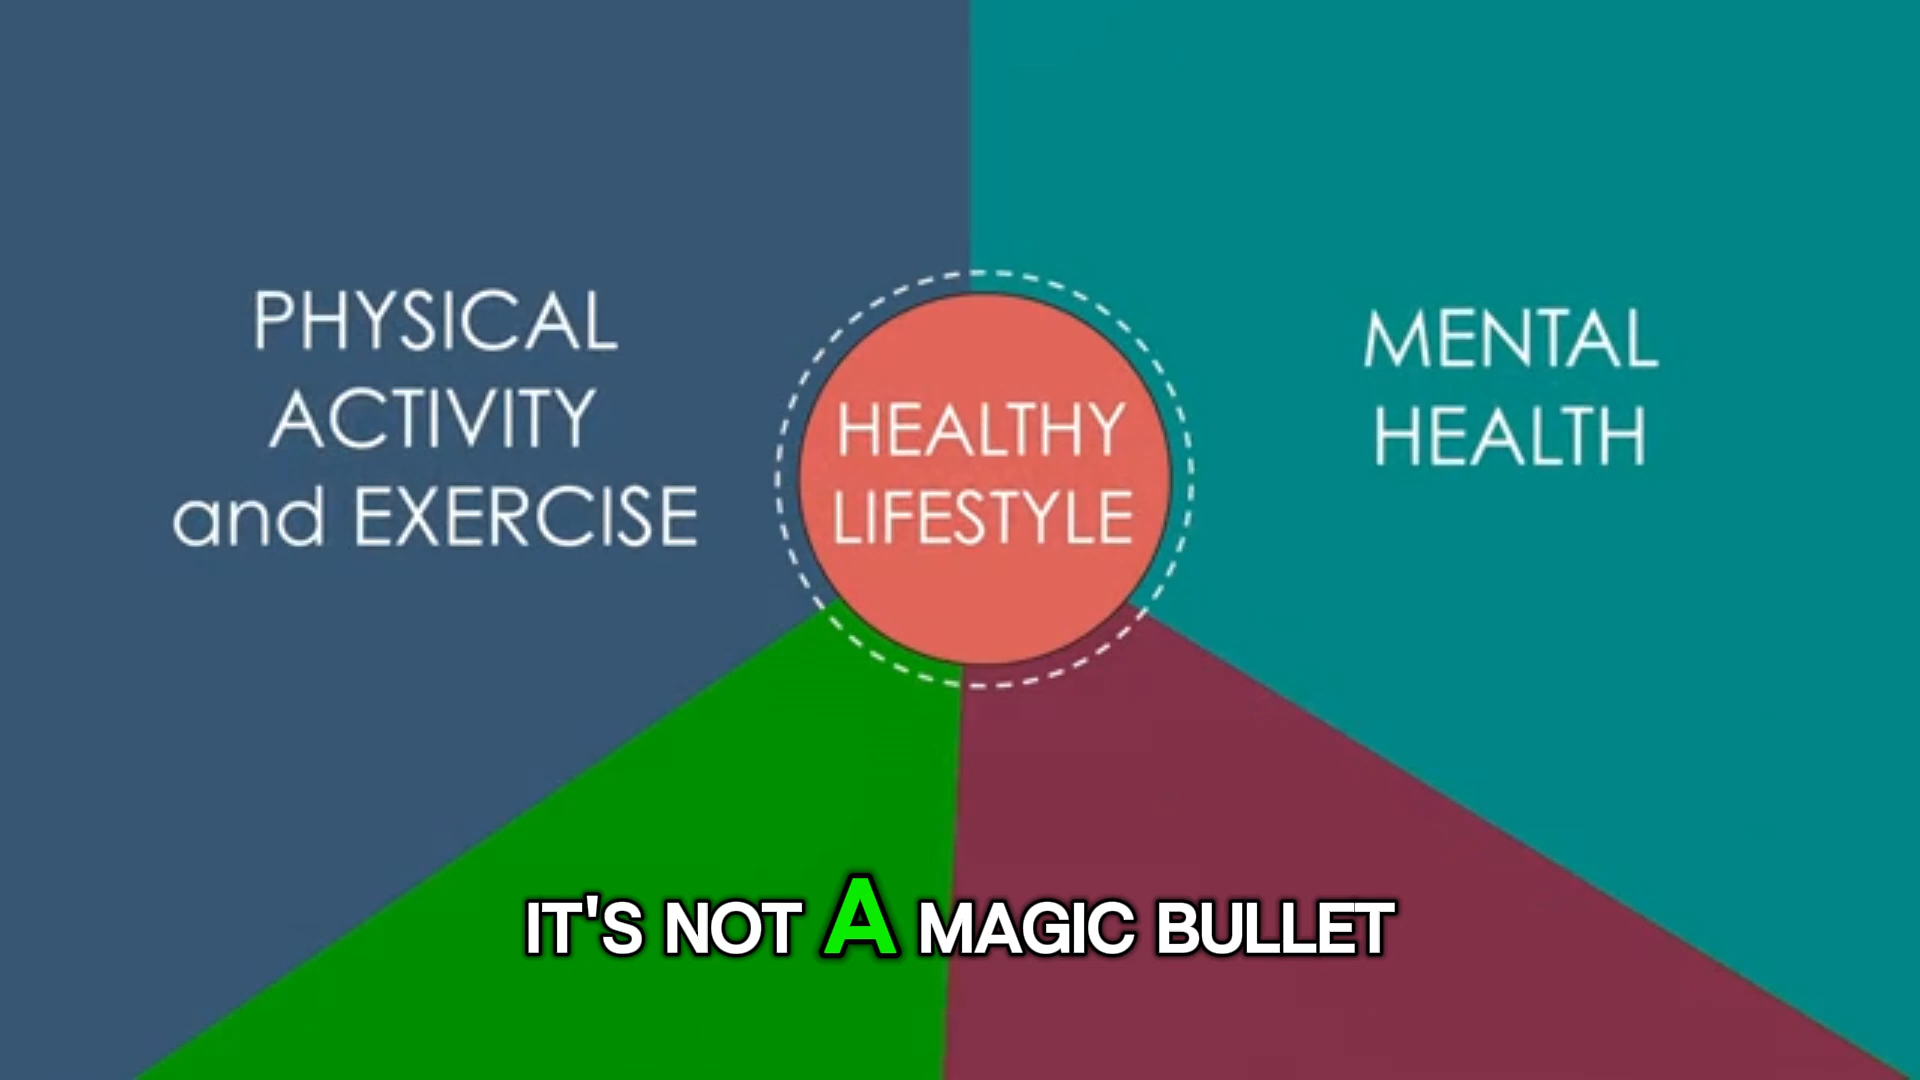 PHYSICAL
ACTIVITY
and EXERCISE
HEALTHY
LIFESTYLE
MENTAL
HEALTH
IT'S NOT A MAGIC BULLET